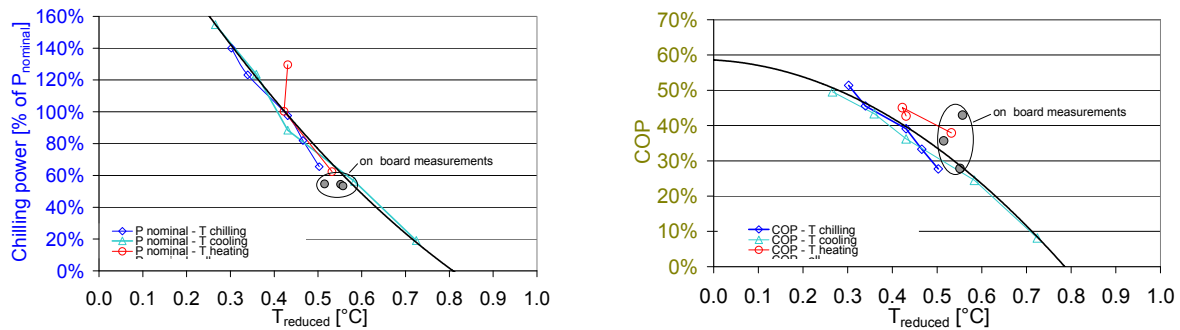 Chilling power [% of Pnominal]
160%
140%
120%
100%
80%
60%
40%
20%
0%
on board measurements
P nominal - T chilling
P nominal - T cooling
P nominal - T heating
0.0 0.1 0.2 0.3 0.4 0.5 0.6 0.7 0.8 0.9 1.0
Treduced [°C]
COP
70%
60%
50%
40%
30%
20%
10%
0%
on board measurements
COP - T chilling
COP - T cooling
COP - T heating
0.0 0.1 0.2 0.3 0.4 0.5 0.6 0.7 0.8 0.9 1.0
Treduced [°C]